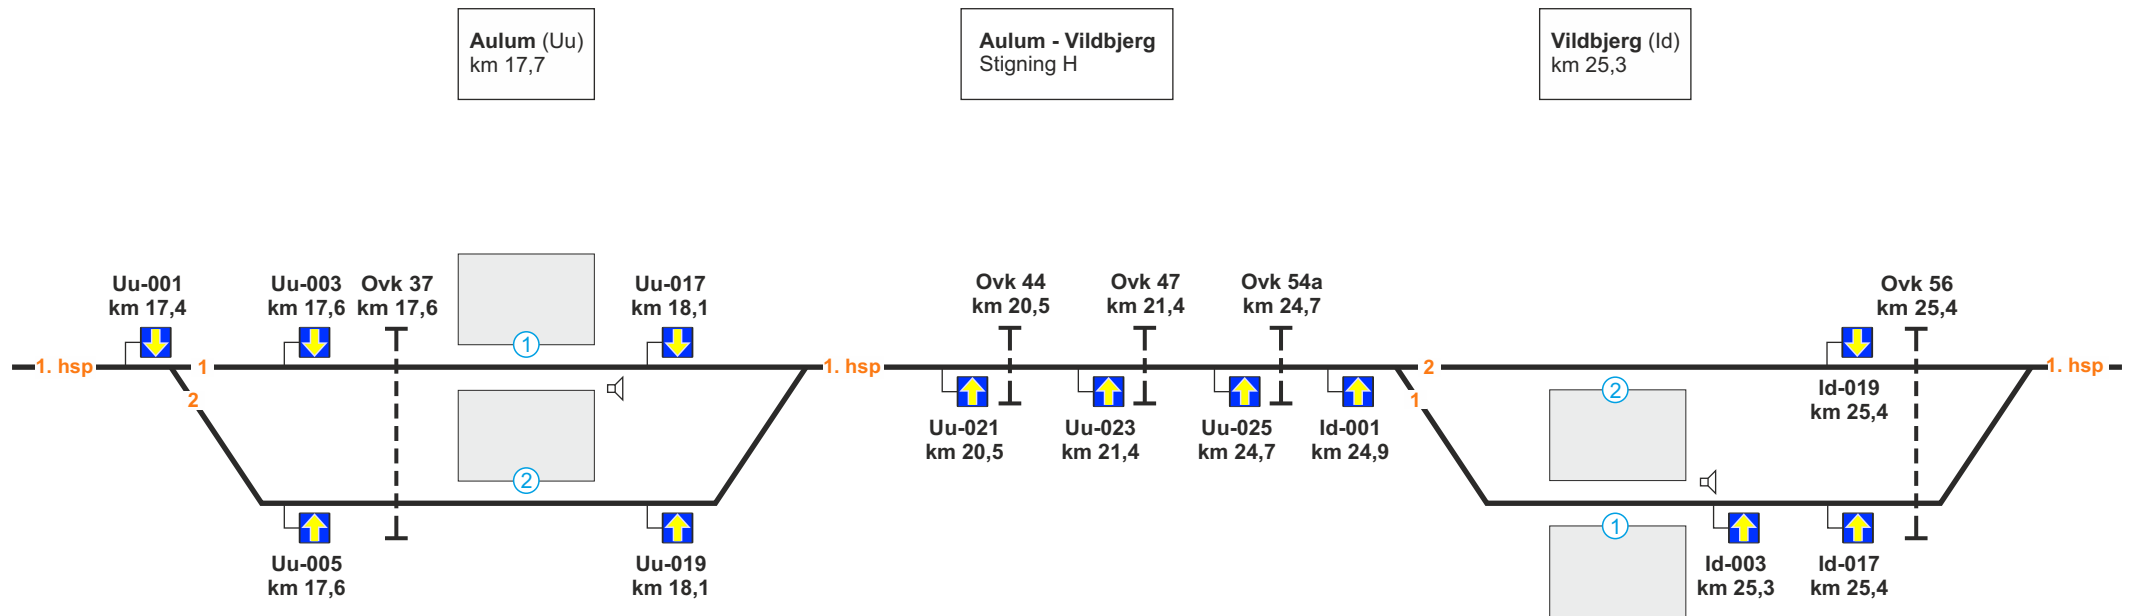 Aulum (Uu)
km 17,7
Aulum - Vildbjerg
Stigning H
Vildbjerg (Id)
km 25,3
Uu-001
km 17,4
Uu-003
km 17,6
Ovk 37
km 17,6
Uu-017
km 18,1
Ovk 44
km 20,5
Ovk 47
km 21,4
Ovk 54a
km 24,7
Ovk 56
km 25,4
1
1. hsp
1
1. hsp
2
1. hsp
2
1
2
Id-019
km 25,4
Uu-021
km 20,5
Uu-023
km 21,4
Uu-025
km 24,7
Id-001
km 24,9
2
1
Uu-005
km 17,6
Uu-019
km 18,1
Id-003
km 25,3
Id-017
km 25,4